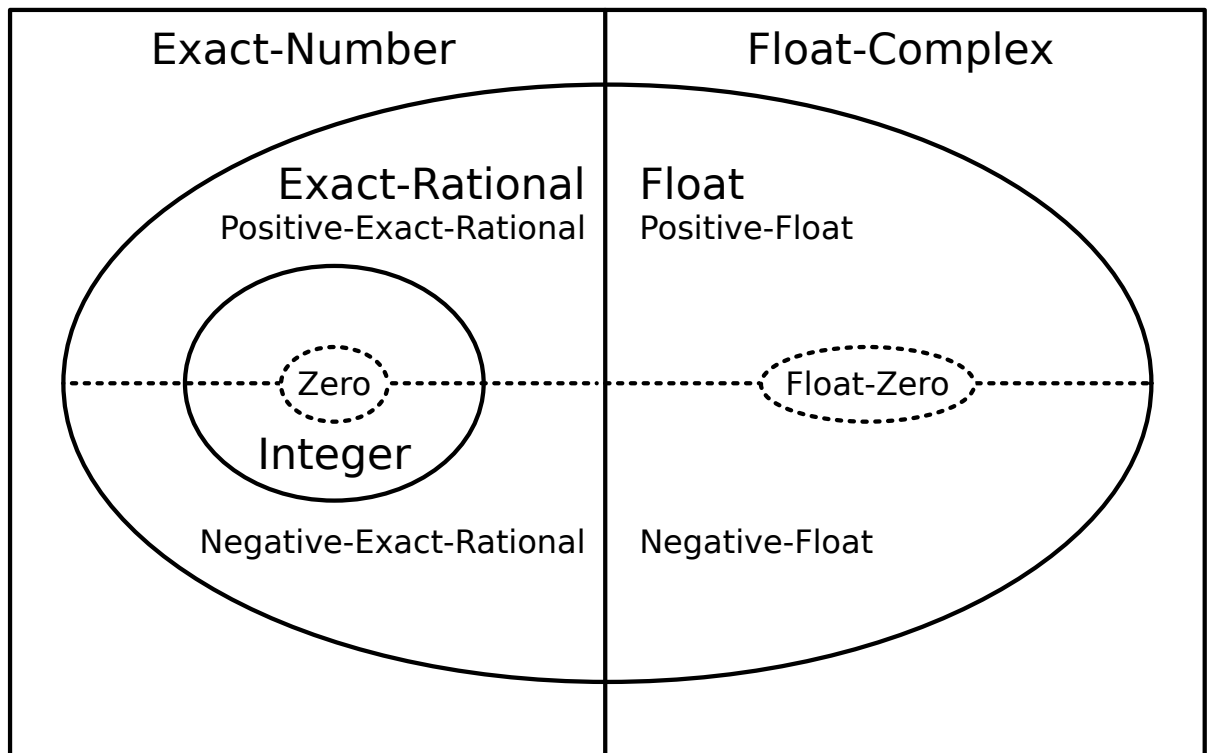 Exact-Number
Float-Complex
Exact-Rational
Float
Positive-Exact-Rational
Positive-Float
Zero
Float-Zero
Integer
Negative-Exact-Rational
Negative-Float